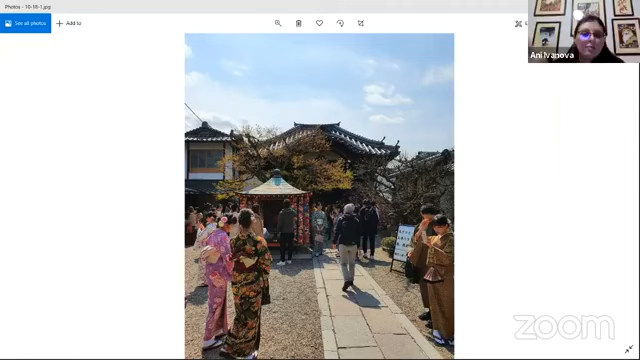 Photos - 10-16-1.jpg
See all photos
Add to
Ani Ivanova
zoom